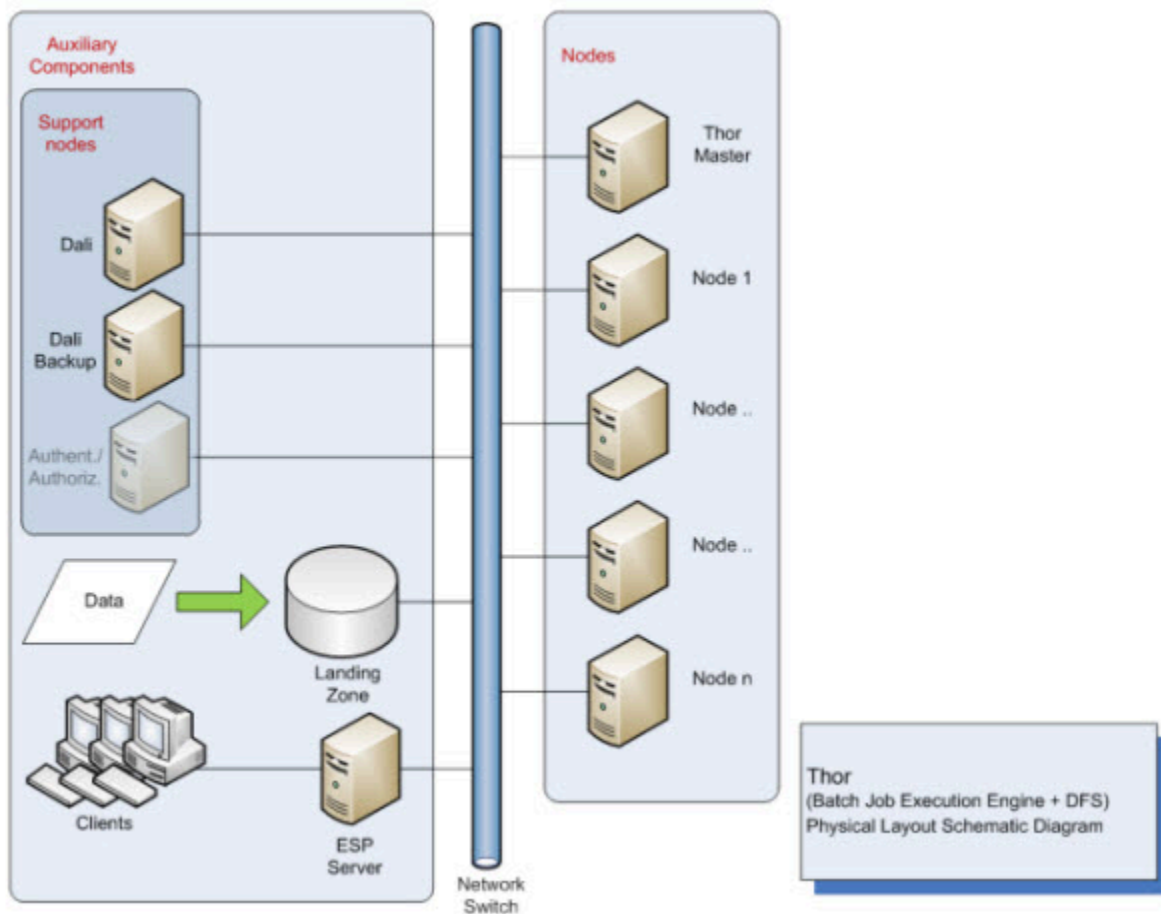 Auxiliary
Components
Support
nodes
Dali
Dali
Backup
Authent./
Authoriz.
Data
Landing
Zone
Clients
ESP
Server
Network
Switch
Nodes
Thor
Master
Node 1
Node ..
Node ..
Node n
Thor
(Batch Job Execution Engine + DFS)
Physical Layout Schematic Diagram